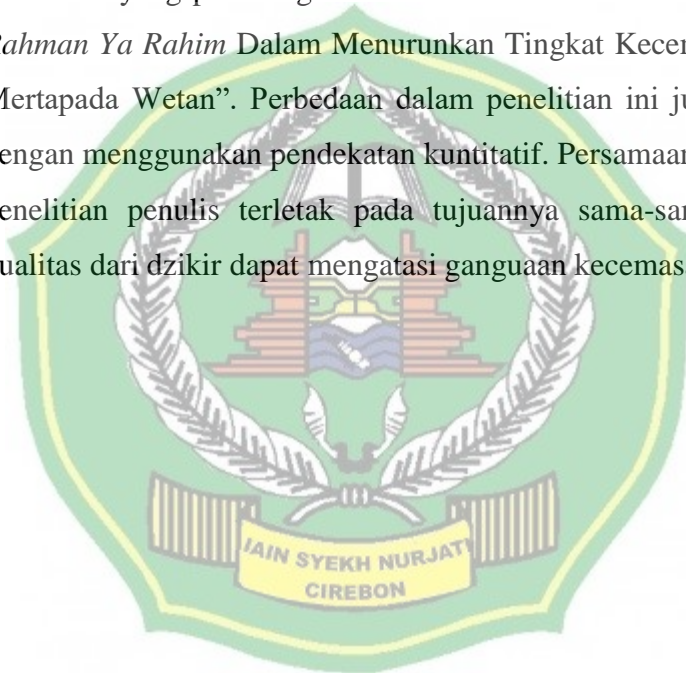 Rahman Ya Rahim Dalam Menurunkan Tingkat Kecem
Mertapada Wetan”. Perbedaan dalam penelitian ini ju
dengan menggunakan pendekatan kuntitatif. Persamaan
penelitian penulis terletak pada tujuannya sama-sar
kualitas dari dzikir dapat mengatasi ganguaan kecemas
IAIN SYEKH NURJATI
CIREBON